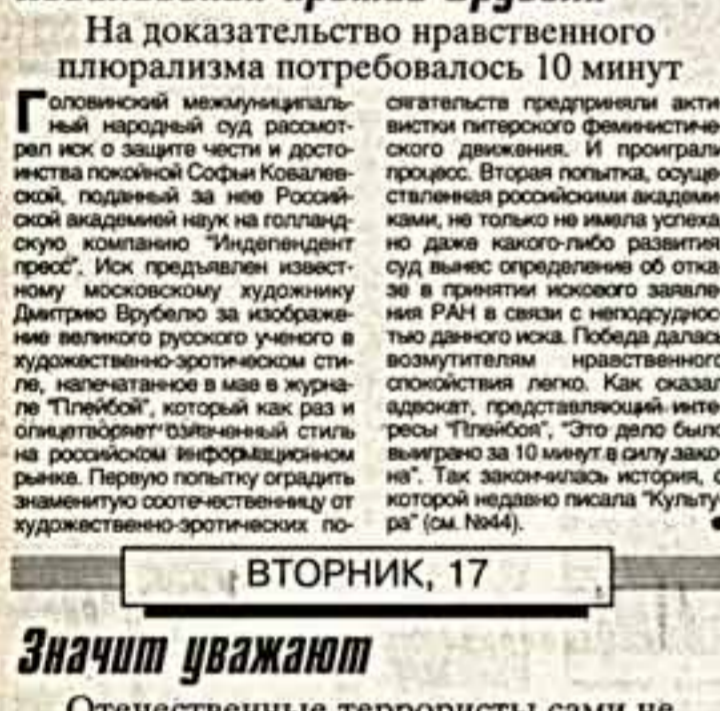 На доказательство нравственного
плюрализма потребовалось 10 минут
Головинский межмуниципаль-
ный народный суд рассмот-
рел иск о защите чести и досто-
инства покойной Софьи Ковалев-
ской, поданный за нее Россий-
ской академией наук на голланд-
скую компанию "Индепендент
пресс". Иск предъявлен извест-
ному московскому художнику
Дмитрию Врубелю за изображе-
ние великого русского ученого в
художественно-эротическом сти-
ле, напечатанное в мае в журна-
ле "Плейбой", который как раз и
олицетворяет означенный стиль
на российском информационном
рынке. Первую попытку оградить
знаменитую соотечественницу от
художественно-эротических по-
сягательств предприняли акти-
вистки питерского феминистиче-
ского движения. И проиграли
процесс. Вторая попытка, осуще-
ствленная российскими академи-
ками, не только не имела успеха,
но даже какого-либо развития:
суд вынес определение об отка-
зе в принятии искового заявле-
ния РАН в связи с неподсуднос-
тью данного иска. Победа далась
возмутителям нравственного
спокойствия легко. Как сказал
адвокат, представляющий инте-
ресы "Плейбоя", "Это дело было
выиграно за 10 минут в силу зако-
на". Так закончилась история, о
которой недавно писала "Культу-
ра" (см. №44).
ВТОРНИК, 17
Значит уважают
Отечественные террористы сами не